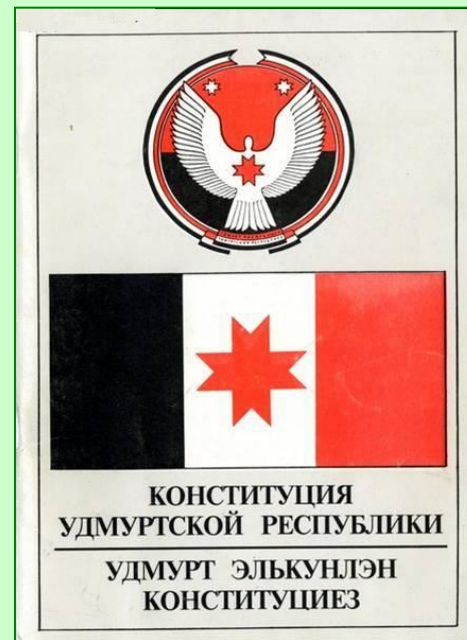 КОНСТИТУЦИЯ
УДМУРТСКОЙ РЕСПУБЛИКИ
УДМУРТ ЭЛЬКУНЛЭН
КОНСТИТУЦИЕЗ